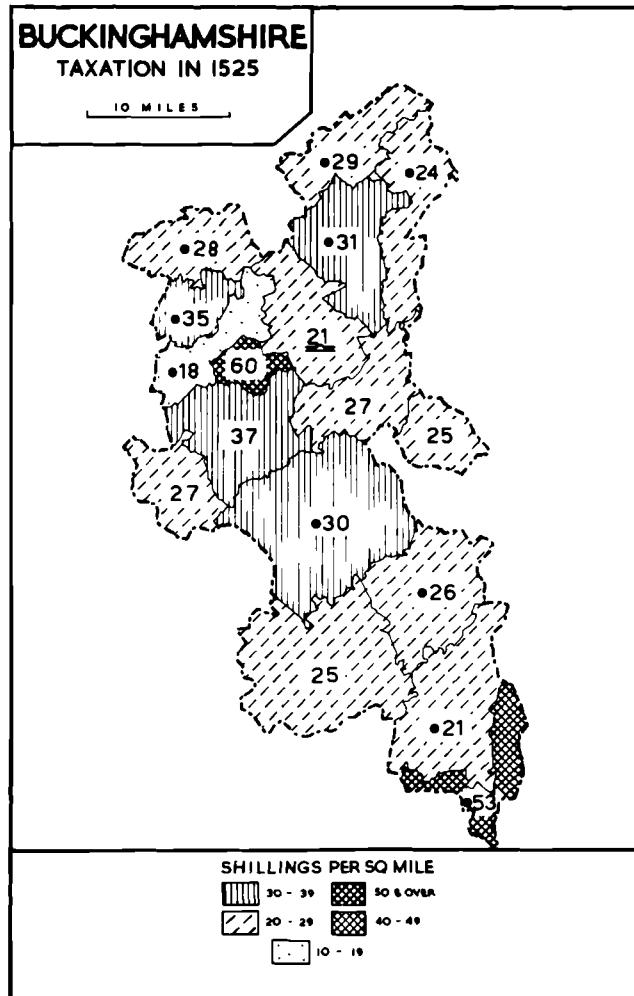 BUCKINGHAMSHIRE
TAXATION IN 1525
10 MILES
29
24
31
28
35
21
18
60
27
37
25
27
30
26
25
21
53
SHILLINGS PER SQ MILE
30 - 39
50 & OVER
20 - 29
40 - 49
10 - 19